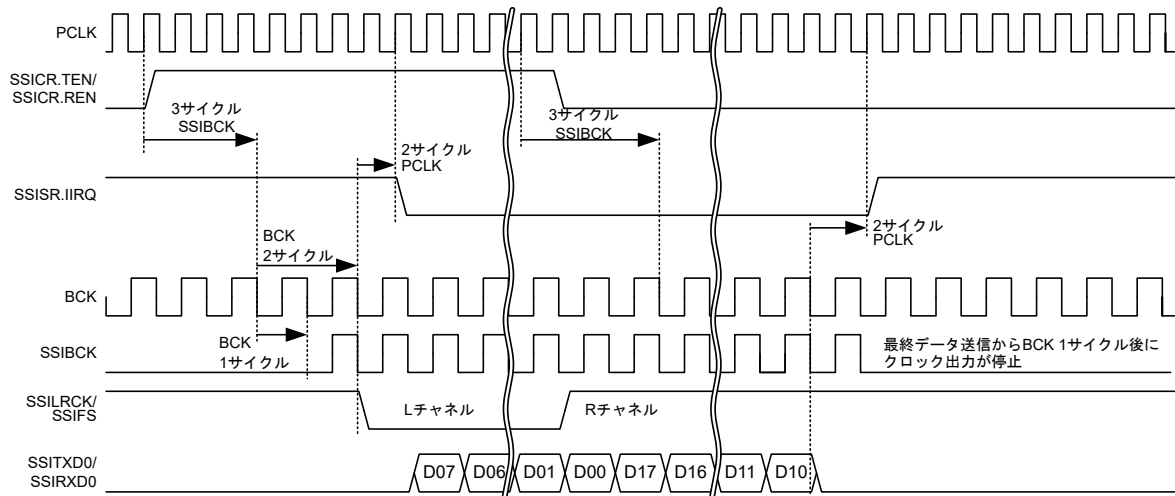 PCLK
SSICR.TEN/
SSICR.REN
3サイクル
SSIBCK
3サイクル
SSIBCK
2サイクル
PCLK
SSISR.IIRQ
BCK
2サイクル
2サイクル
PCLK
BCK
BCK
1サイクル
SSIBCK
最終データ送信からBCK 1サイクル後に
クロック出力が停止
SSILRCK/
SSIFS
Lチャネル
Rチャネル
SSITXD0/
SSIRXD0
D07
D06
D01
D00
D17
D16
D11
D10